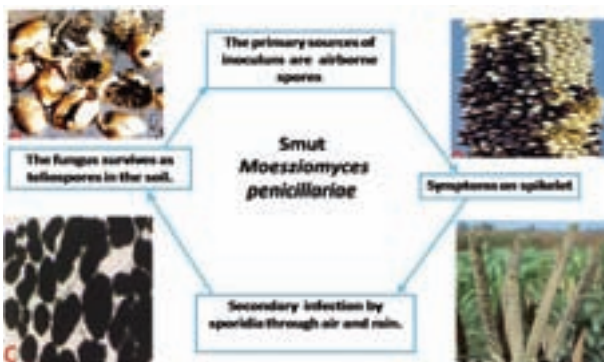 The primary sources of
inoculum are airborne
spores
Smut
Moesziomyces
penicillariae
The fungus survives as
teliospores in the soil.
Symptoms on spikelet
Secondary infection by
sporidia through air and rain.
C